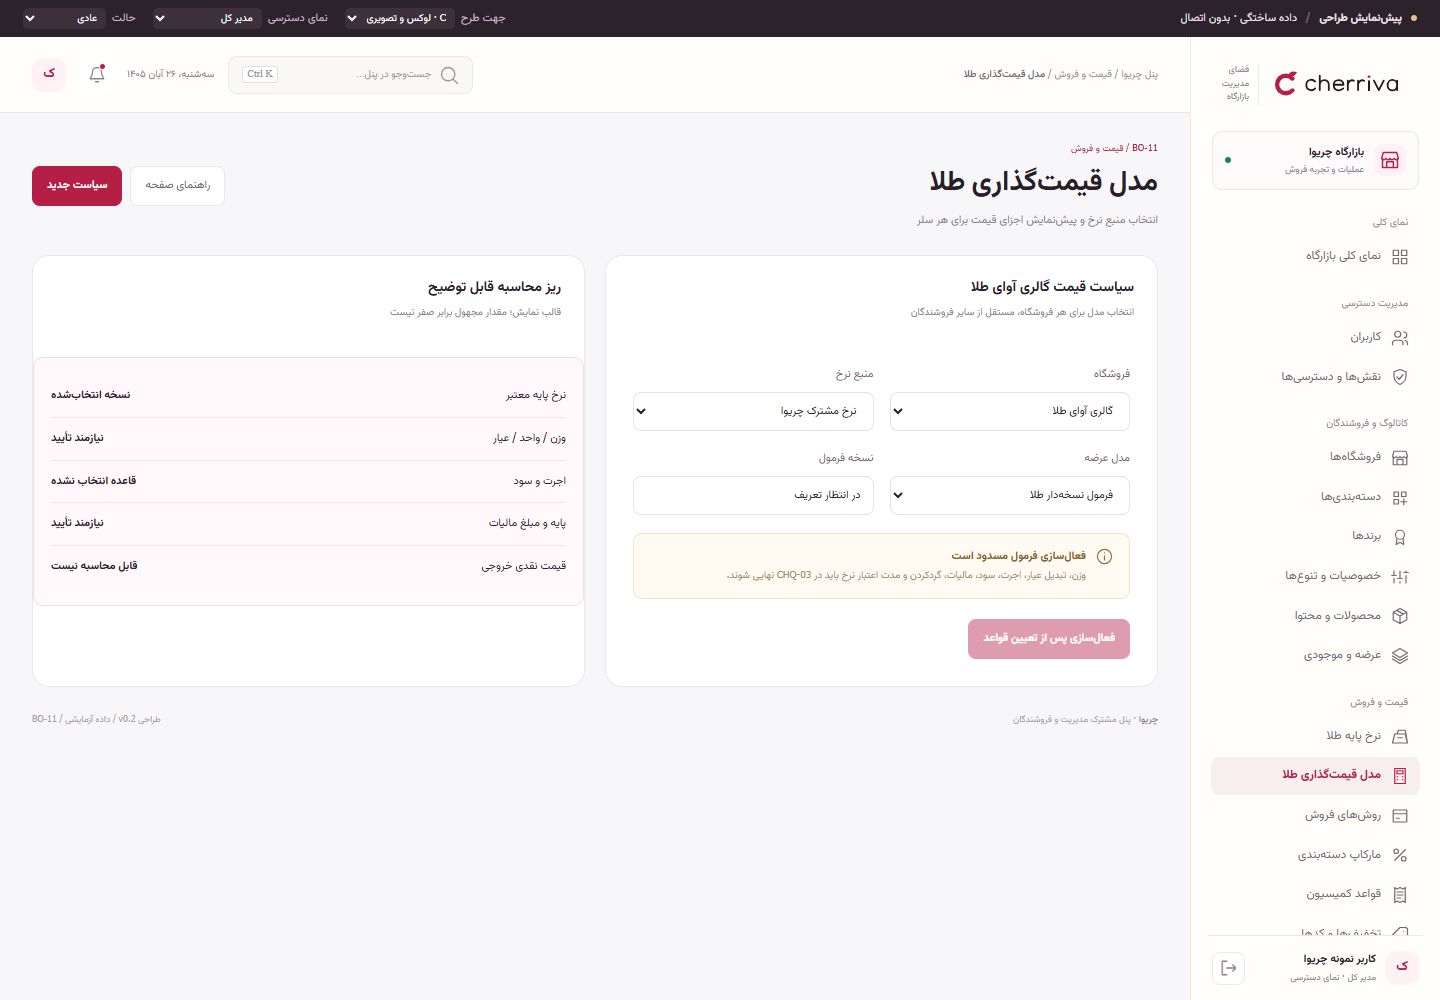 پیش‌نمایش طراحی / داده ساختگی · بدون اتصال
جهت طرح C · لوکس و تصویری نمای دسترسی مدیر کل حالت عادی
cherriva
فضای
مدیریت
بازارگاه
بازارگاه چریوا
عملیات و تجربه فروش
نمای کلی
نمای کلی بازارگاه
مدیریت دسترسی
کاربران
نقش‌ها و دسترسی‌ها
کاتالوگ و فروشندگان
فروشگاه‌ها
دسته‌بندی‌ها
برندها
خصوصیات و تنوع‌ها
محصولات و محتوا
عرضه و موجودی
قیمت و فروش
نرخ پایه طلا
مدل قیمت‌گذاری طلا
روش‌های فروش
مارکاپ دسته‌بندی
قواعد کمیسیون
تخفیف‌ها و کدها
ک
کاربر نمونه چریوا
مدیر کل · نمای دسترسی
پنل چریوا / قیمت و فروش / مدل قیمت‌گذاری طلا
جست‌وجو در پنل... Ctrl K
سه‌شنبه، ۲۶ آبان ۱۴۰۵
ک
BO-11 / قیمت و فروش
مدل قیمت‌گذاری طلا
انتخاب منبع نرخ و پیش‌نمایش اجزای قیمت برای هر سلر
راهنمای صفحه
سیاست جدید
سیاست قیمت گالری آوای طلا
انتخاب مدل برای هر فروشگاه، مستقل از سایر فروشندگان
فروشگاه
گالری آوای طلا
منبع نرخ
نرخ مشترک چریوا
مدل عرضه
فرمول نسخه‌دار طلا
نسخه فرمول
در انتظار تعریف
فعال‌سازی فرمول مسدود است
وزن، تبدیل عیار، اجرت، سود، مالیات، گردکردن و مدت اعتبار نرخ باید در CHQ-03 نهایی شوند.
فعال‌سازی پس از تعیین قواعد
ریز محاسبه قابل توضیح
قالب نمایش؛ مقدار مجهول برابر صفر نیست
نرخ پایه معتبر نسخه انتخاب‌شده
وزن / واحد / عیار نیازمند تأیید
اجرت و سود قاعده انتخاب نشده
پایه و مبلغ مالیات نیازمند تأیید
قیمت نقدی خروجی قابل محاسبه نیست
چریوا · پنل مشترک مدیریت و فروشندگان
طراحی v0.2 / داده آزمایشی / BO-11